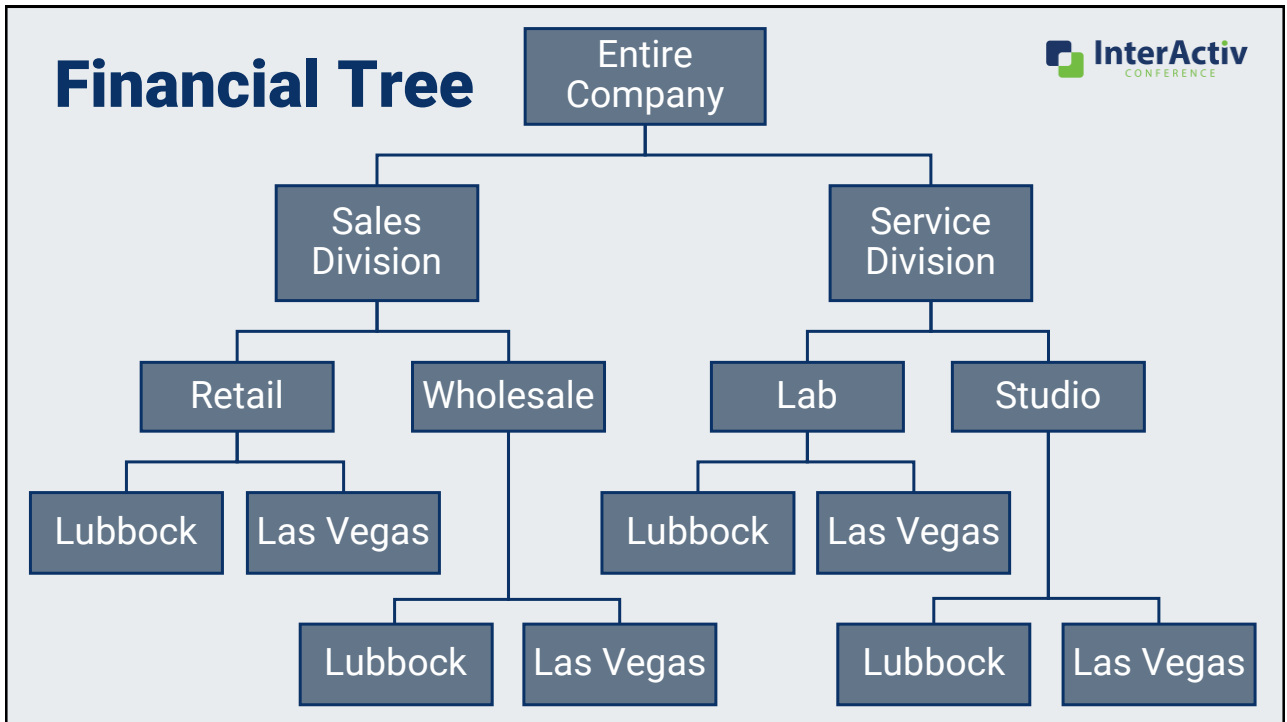 Financial Tree
InterActiv
CONFERENCE
Entire
Company
Sales
Division
Service
Division
Retail
Wholesale
Lab
Studio
Lubbock
Las Vegas
Lubbock
Las Vegas
Lubbock
Las Vegas
Lubbock
Las Vegas